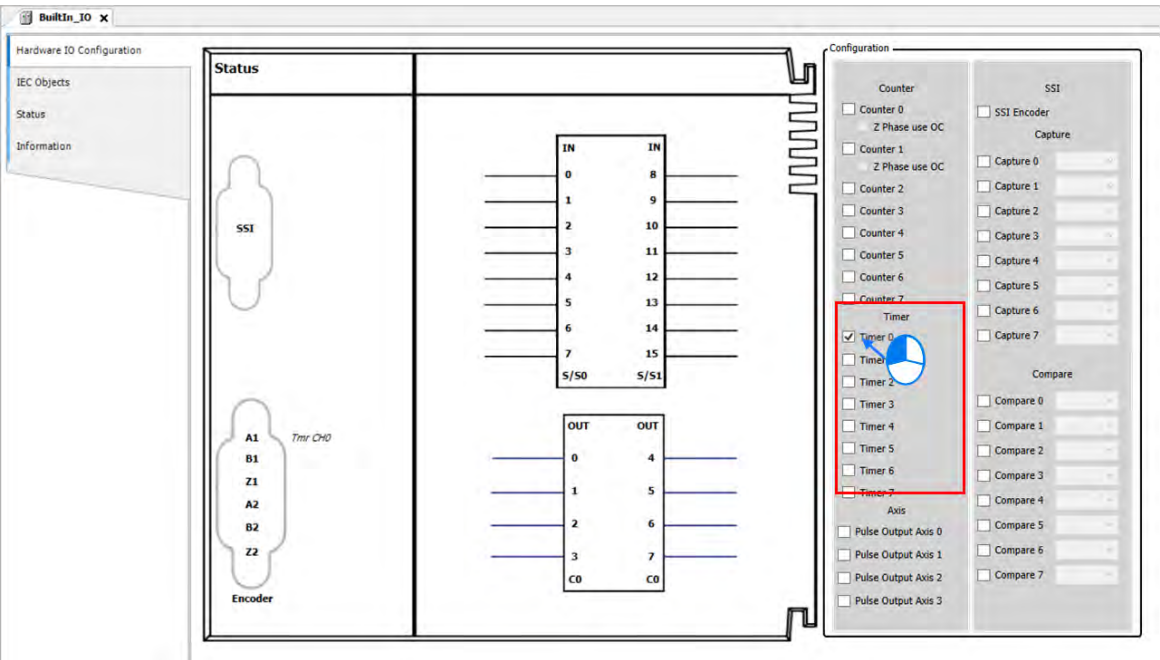 BuiltIn_IO x
Hardware IO Configuration
IEC Objects
Status
Information
Status
SSI
A1 Tmr CH0
B1
Z1
A2
B2
Z2
Encoder
IN IN
0 8
1 9
2 10
3 11
4 12
5 13
6 14
7 15
S/S0 S/S1
OUT OUT
0 4
1 5
2 6
3 7
C0 C0
Configuration
Counter
Counter 0
Z Phase use OC
Counter 1
Z Phase use OC
Counter 2
Counter 3
Counter 4
Counter 5
Counter 6
Counter 7
Timer
Timer 0
Timer
Timer 2
Timer 3
Timer 4
Timer 5
Timer 6
Timer 7
Axis
Pulse Output Axis 0
Pulse Output Axis 1
Pulse Output Axis 2
Pulse Output Axis 3
SSI
SSI Encoder
Capture
Capture 0
Capture 1
Capture 2
Capture 3
Capture 4
Capture 5
Capture 6
Capture 7
Compare
Compare 0
Compare 1
Compare 2
Compare 3
Compare 4
Compare 5
Compare 6
Compare 7